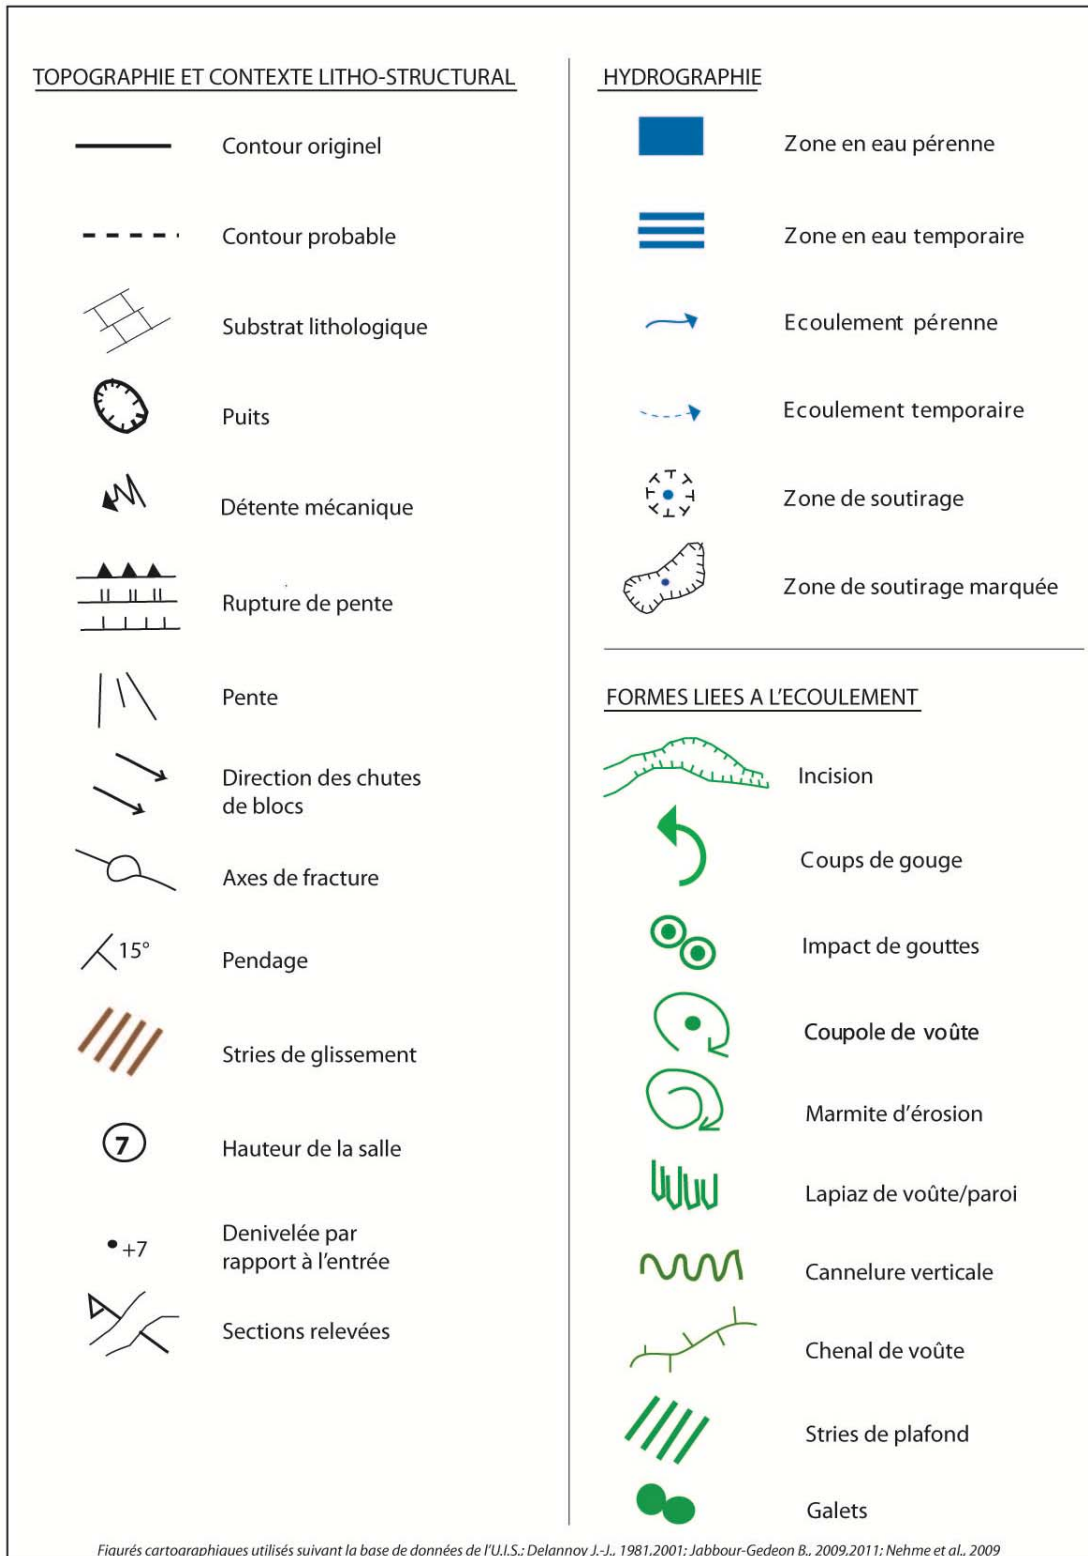 TOPOGRAPHIE ET CONTEXTE LITHO-STRUCTURAL
Contour originel
Contour probable
Substrat lithologique
Puits
Détente mécanique
Rupture de pente
Pente
Direction des chutes
de blocs
Axes de fracture
15°
Pendage
Stries de glissement
7
Hauteur de la salle
+7
Denivelée par
rapport à l'entrée
Sections relevées
HYDROGRAPHIE
Zone en eau pérenne
Zone en eau temporaire
Ecoulement pérenne
Ecoulement temporaire
Zone de soutirage
Zone de soutirage marquée
FORMES LIEES A L'ECOULEMENT
Incision
Coups de gouge
Impact de gouttes
Coupole de voûte
Marmite d'érosion
Lapiaz de voûte/paroi
Cannelure verticale
Chenal de voûte
Stries de plafond
Galets
Figurés cartographiques utilisés suivant la base de données de l'U.I.S.: Delannoy J.-J., 1981,2001; Jabbour-Gedeon B., 2009,2011; Nehme et al., 2009